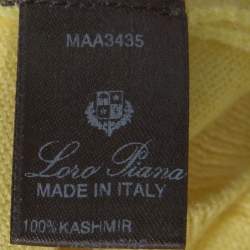 MAA3435
Loro Piana
MADE IN ITALY
100% KASHMIR